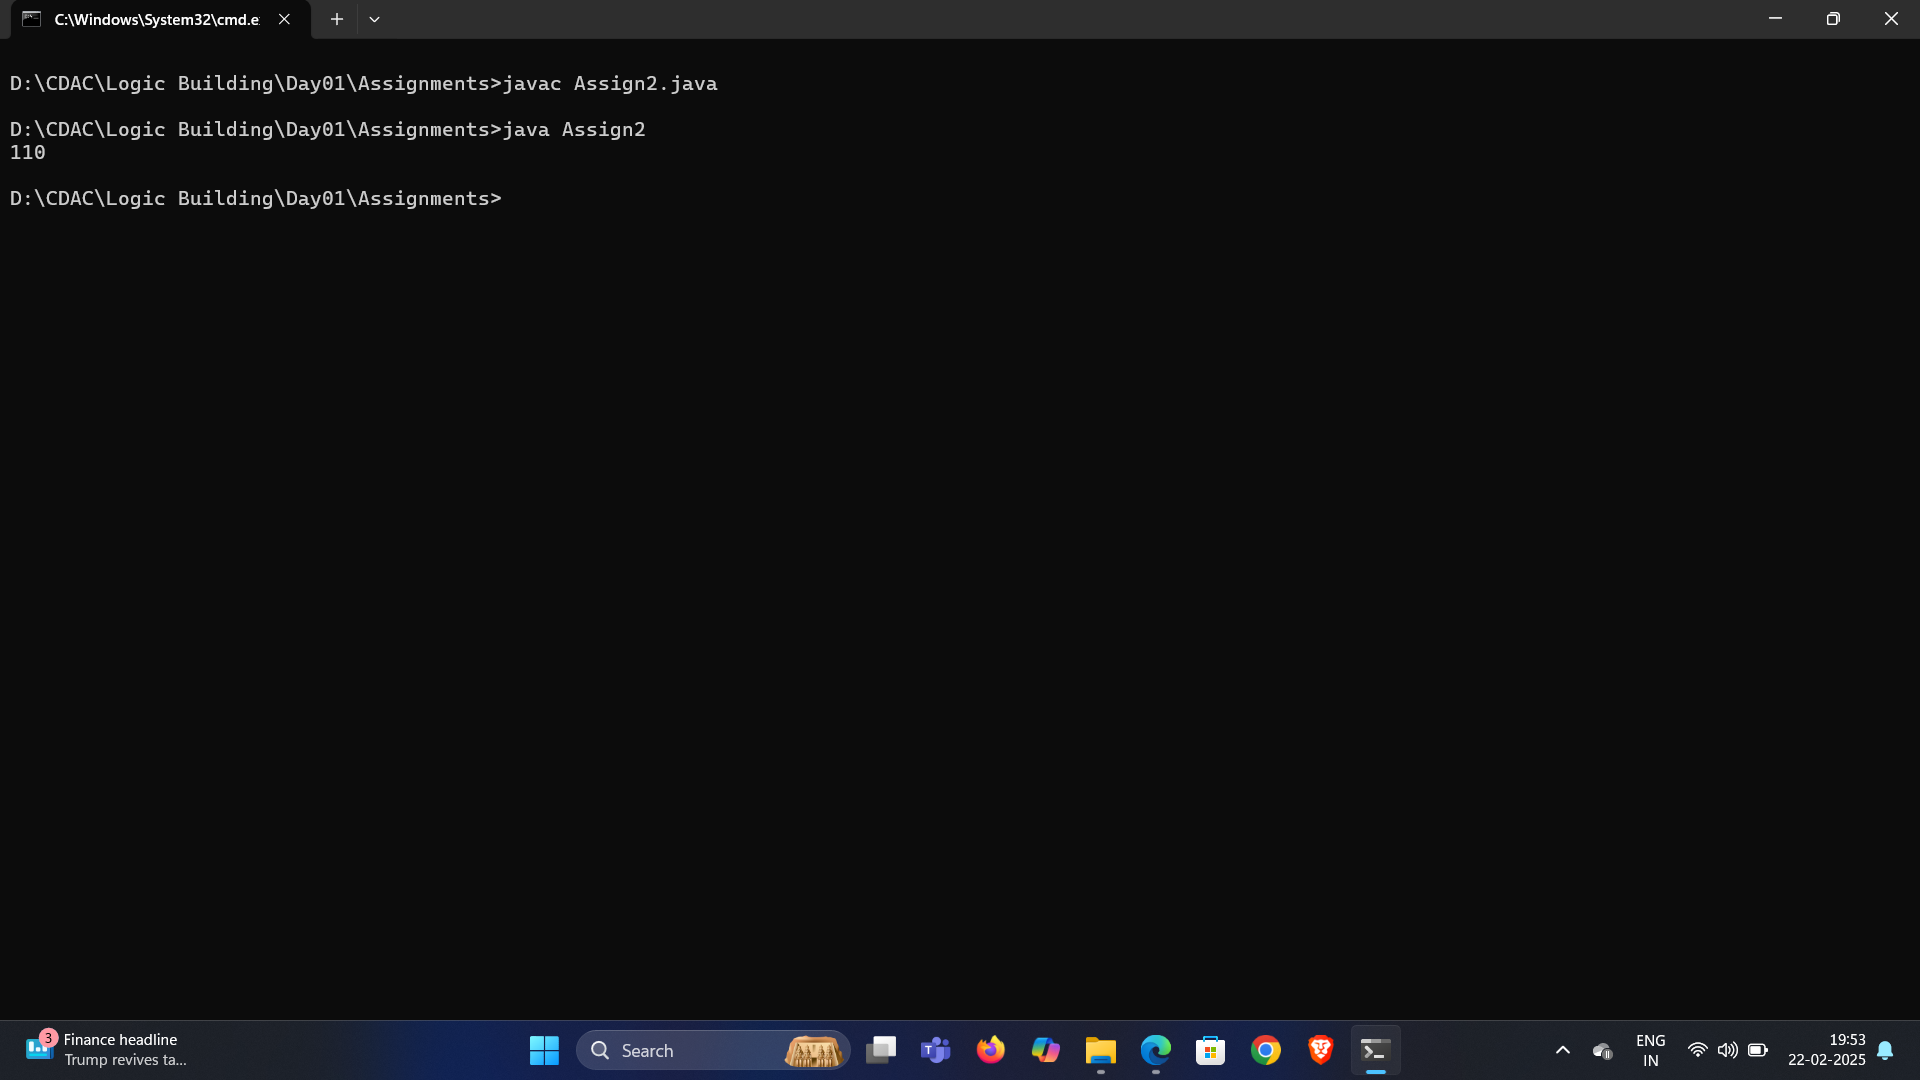 C:\Windows\System32\cmd.e
D:\CDAC\Logic Building\Day01\Assignments>javac Assign2.java
D:\CDAC\Logic Building\Day01\Assignments>java Assign2
110
D:\CDAC\Logic Building\Day01\Assignments>
3
Finance headline
Trump revives ta...
Search
ENG
IN
19:53
22-02-2025